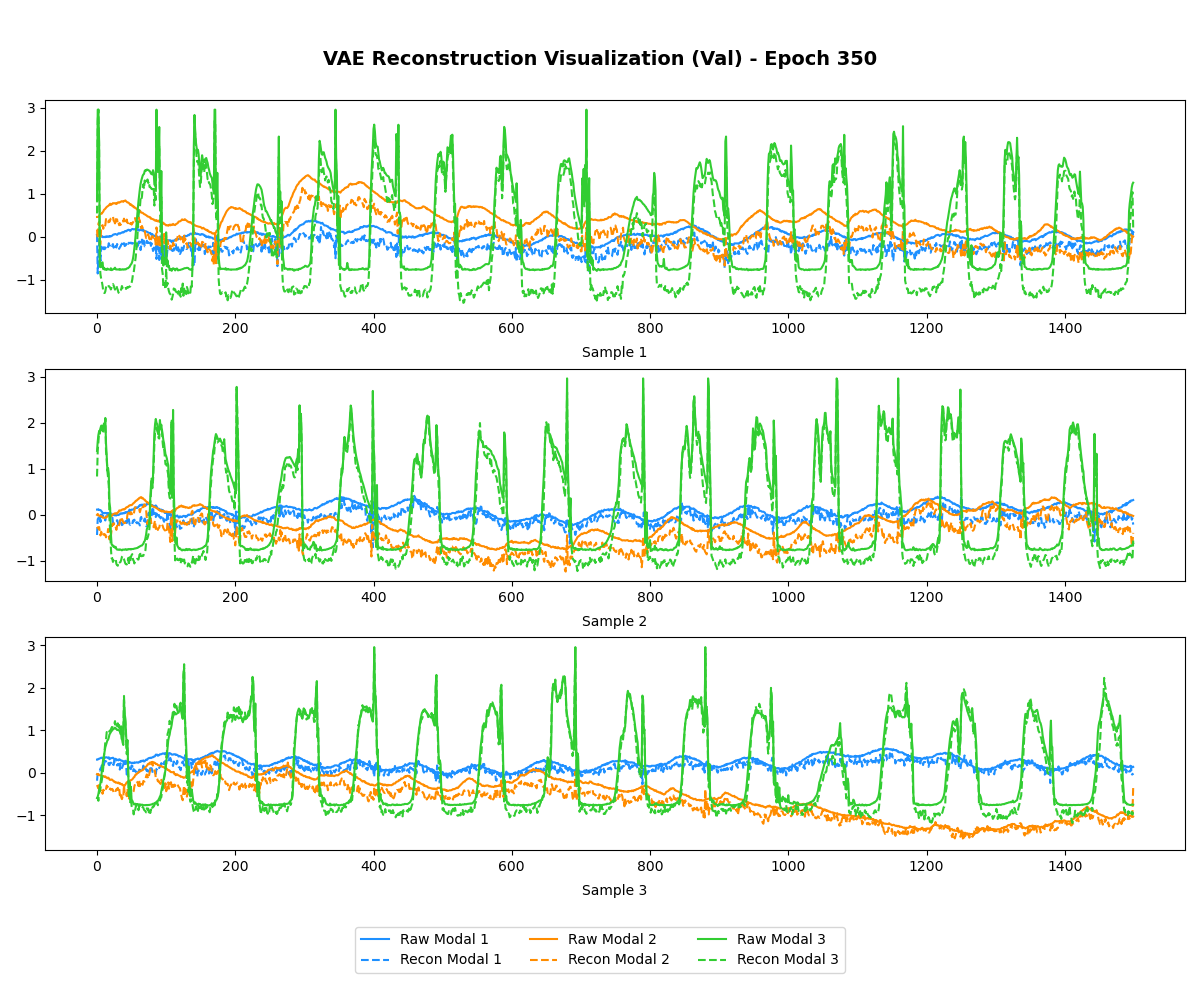 VAE Reconstruction Visualization (Val) - Epoch 350
3
2
1
0
−1
0 200 400 600 800 1000 1200 1400
Sample 1
3
2
1
0
−1
0 200 400 600 800 1000 1200 1400
Sample 2
3
2
1
0
−1
0 200 400 600 800 1000 1200 1400
Sample 3
Raw Modal 1 Raw Modal 2 Raw Modal 3
Recon Modal 1 Recon Modal 2 Recon Modal 3